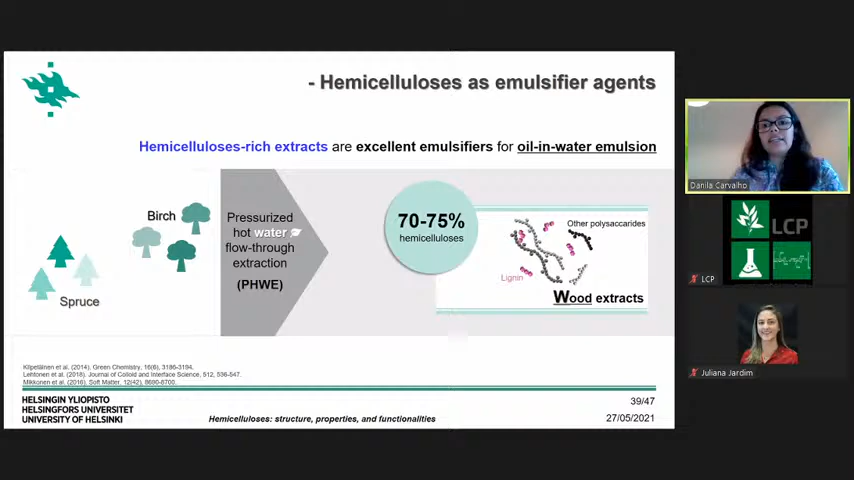 - Hemicelluloses as emulsifier agents
Hemicelluloses-rich extracts are excellent emulsifiers for oil-in-water emulsion
Birch
Spruce
Pressurized
hot water
flow-through
extraction
(PHWE)
70-75%
hemicelluloses
Other polysaccarides
Lignin
Wood extracts
Kilpeläinen et al. (2014). Green Chemistry, 16(6), 3186-3194.
Lehtonen et al. (2018). Journal of Colloid and Interface Science, 512, 536-547.
Mikkonen et al. (2016). Soft Matter, 12(42), 8690-8700.
HELSINGIN YLIOPISTO
HELSINGFORS UNIVERSITET
UNIVERSITY OF HELSINKI
Hemicelluloses: structure, properties, and functionalities
39/47
27/05/2021
Danila Carvalho
LCP
LCP
Juliana Jardim